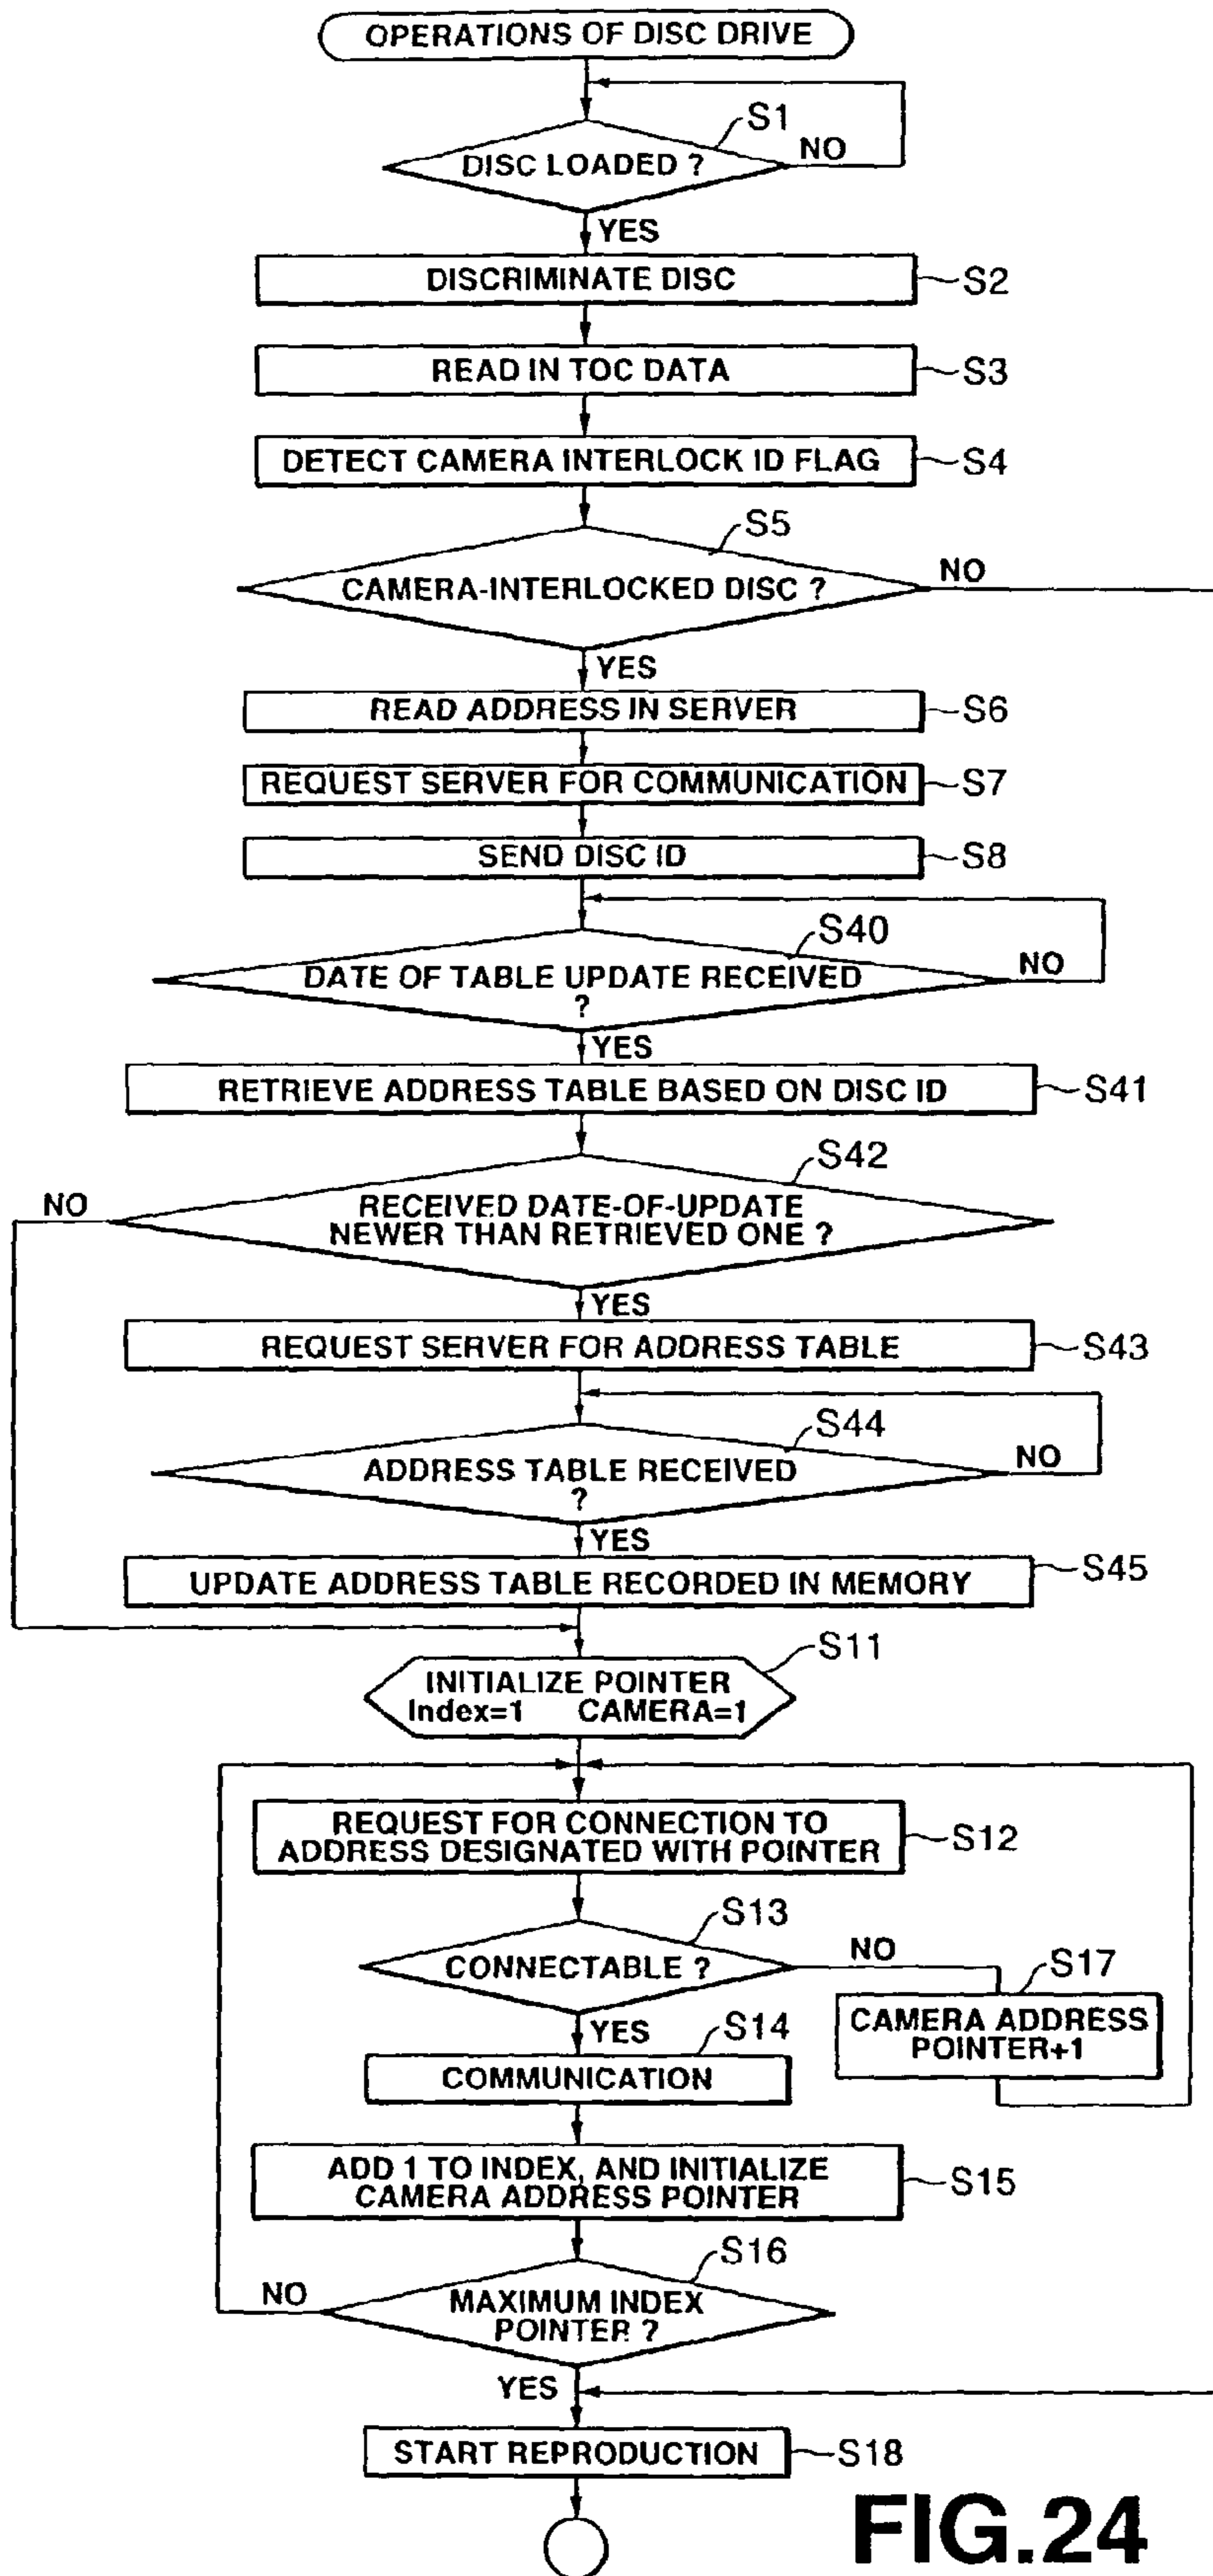 OPERATIONS OF DISC DRIVE
S1
DISC LOADED ?
NO
YES
DISCRIMINATE DISC
S2
READ IN TOC DATA
S3
DETECT CAMERA INTERLOCK ID FLAG
S4
S5
CAMERA-INTERLOCKED DISC ?
NO
YES
READ ADDRESS IN SERVER
S6
REQUEST SERVER FOR COMMUNICATION
S7
SEND DISC ID
S8
S40
DATE OF TABLE UPDATE RECEIVED
?
NO
YES
RETRIEVE ADDRESS TABLE BASED ON DISC ID
S41
S42
NO
RECEIVED DATE-OF-UPDATE
NEWER THAN RETRIEVED ONE ?
YES
REQUEST SERVER FOR ADDRESS TABLE
S43
S44
ADDRESS TABLE RECEIVED
?
NO
YES
UPDATE ADDRESS TABLE RECORDED IN MEMORY
S45
S11
INITIALIZE POINTER
Index=1 CAMERA=1
REQUEST FOR CONNECTION TO
ADDRESS DESIGNATED WITH POINTER
S12
S13
CONNECTABLE ?
NO
S17
CAMERA ADDRESS
POINTER+1
YES
S14
COMMUNICATION
ADD 1 TO INDEX, AND INITIALIZE
CAMERA ADDRESS POINTER
S15
S16
NO
MAXIMUM INDEX
POINTER ?
YES
START REPRODUCTION
S18
FIG.24